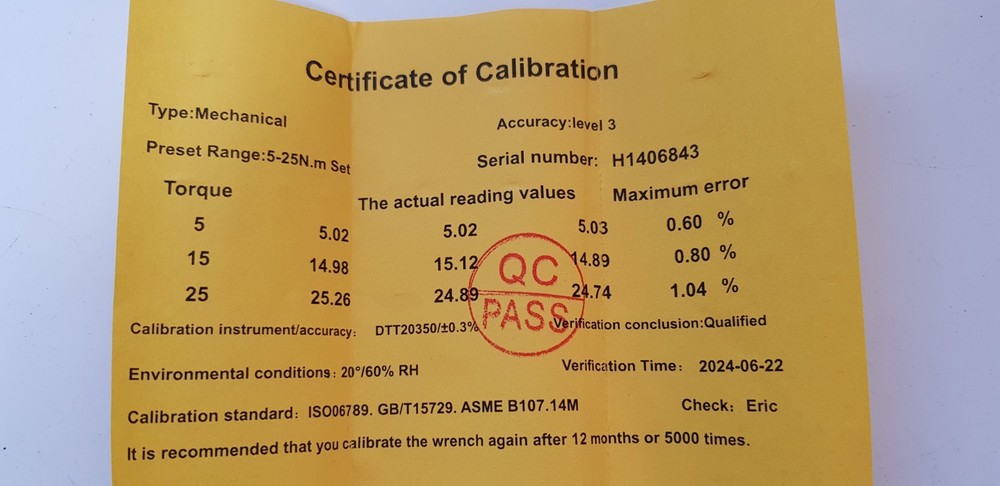 Certificate of Calibration
Type:Mechanical Accuracy:level 3
Preset Range:5-25N.m Set Serial number: H1406843
Torque The actual reading values Maximum error
5 5.02 5.02 5.03 0.60 %
15 14.98 15.12 14.89 0.80 %
25 25.26 24.89 24.74 1.04 %
QC
PASS
Calibration instrument/accuracy: DTT20350/±0.3% Verification conclusion:Qualified
Environmental conditions: 20°/60% RH Verification Time: 2024-06-22
Calibration standard: ISO06789. GB/T15729. ASME B107.14M Check: Eric
It is recommended that you calibrate the wrench again after 12 months or 5000 times.